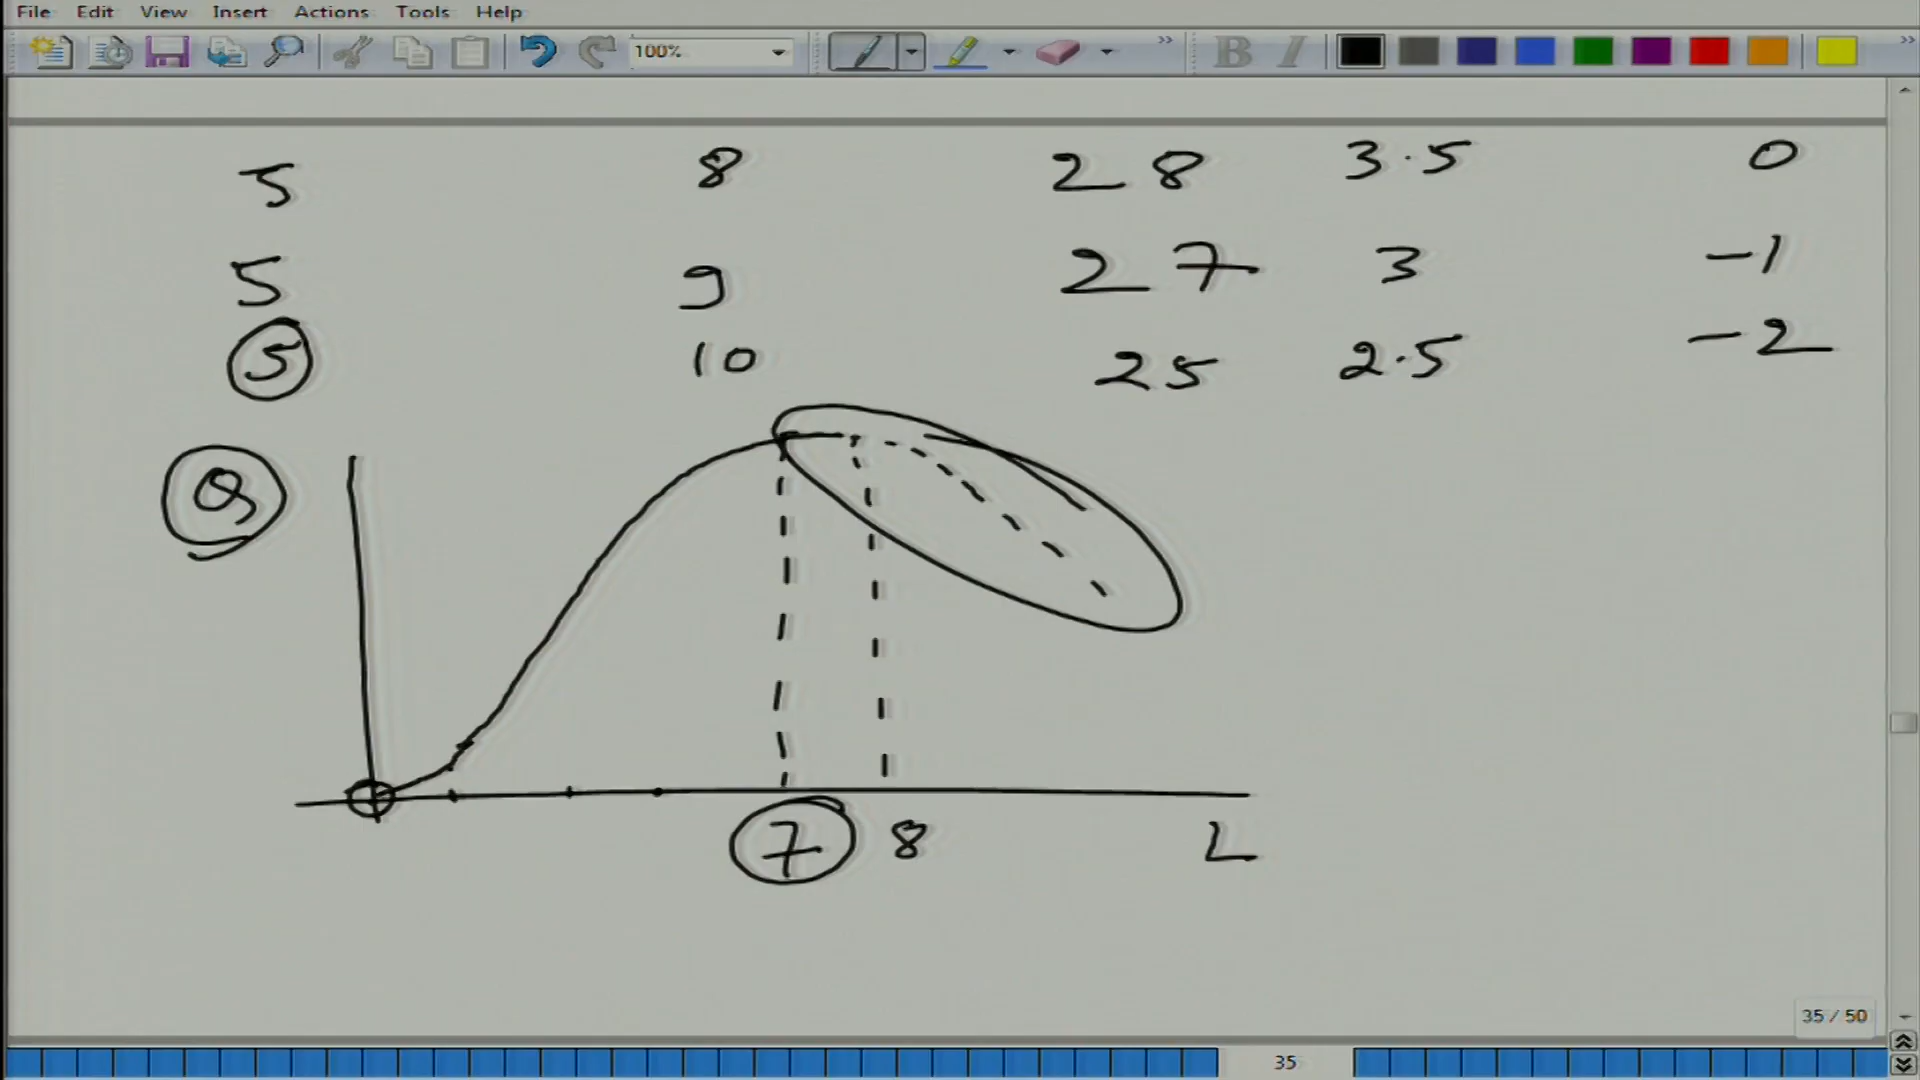 File Edit View Insert Actions Tools Help
100%
B I
5 8 28 3.5 0
5 9 27 3 -1
5 10 25 2.5 -2
Q
7 8 L
35 / 50
35